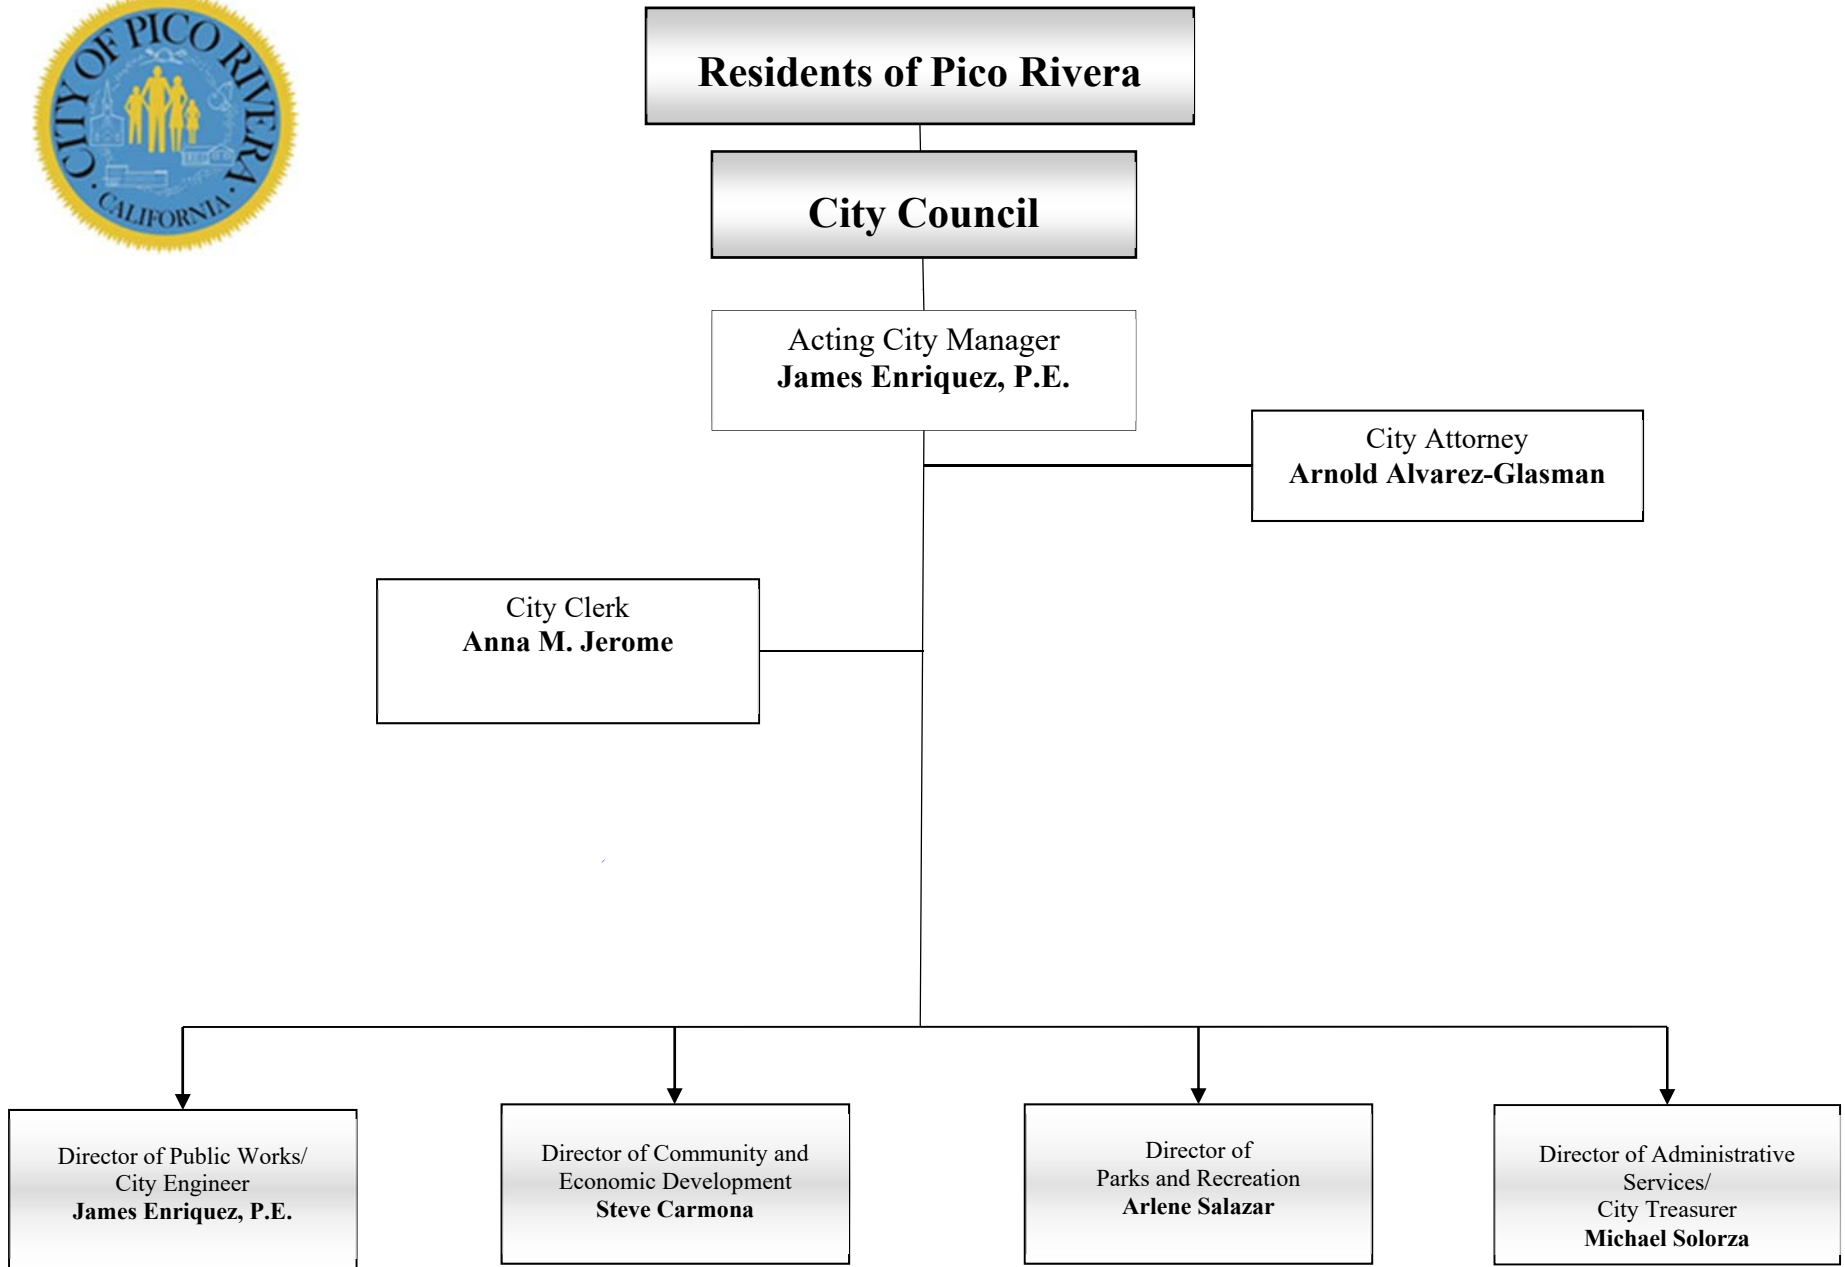 CITY OF PICO RIVERA
CALIFORNIA
Residents of Pico Rivera
City Council
Acting City Manager
James Enriquez, P.E.
City Attorney
Arnold Alvarez-Glasman
City Clerk
Anna M. Jerome
Director of Public Works/
City Engineer
James Enriquez, P.E.
Director of Community and
Economic Development
Steve Carmona
Director of
Parks and Recreation
Arlene Salazar
Director of Administrative
Services/
City Treasurer
Michael Solorza